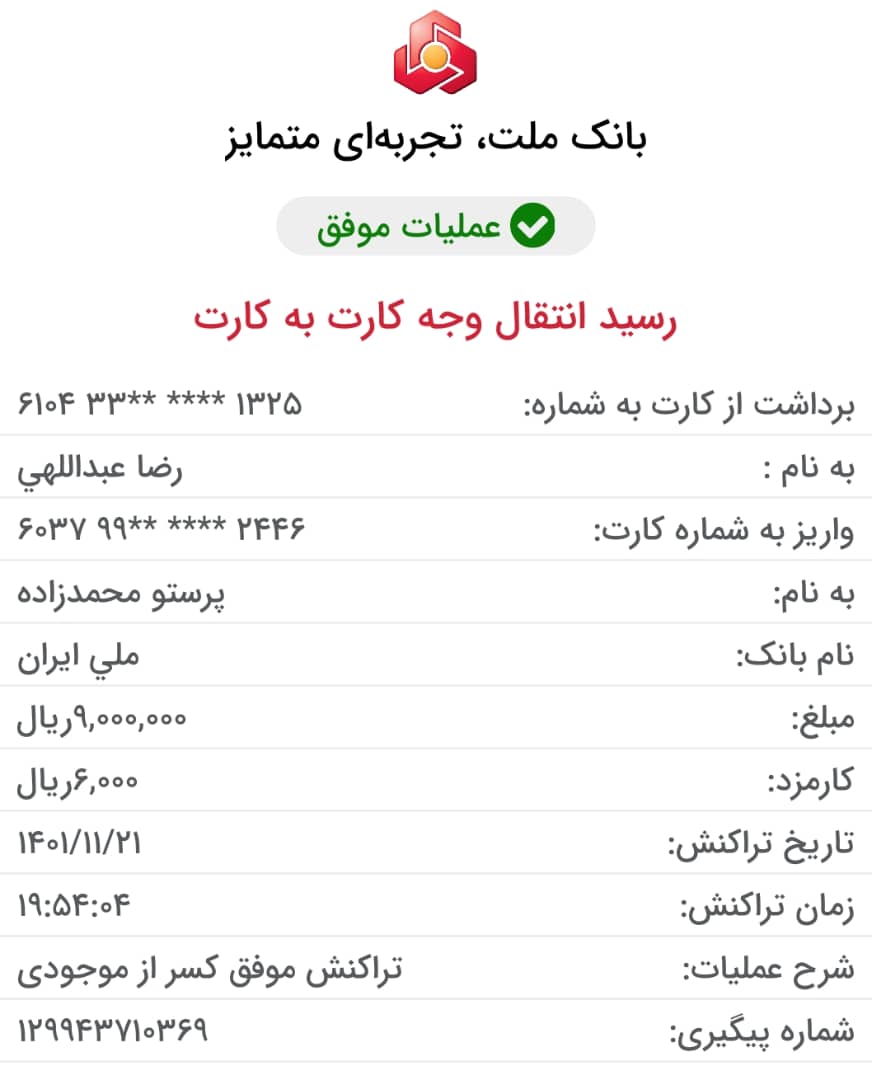 بانک ملت، تجربه‌ای متمایز
عملیات موفق
رسید انتقال وجه کارت به کارت
برداشت از کارت به شماره: ۶۱۰۴ ۳۳** **** ۱۳۲۵
به نام : رضا عبداللهي
واریز به شماره کارت: ۶۰۳۷ ۹۹** **** ۲۴۴۶
به نام: پرستو محمدزاده
نام بانک: ملي ایران
مبلغ: ۹,۰۰۰,۰۰۰ریال
کارمزد: ۶,۰۰۰ریال
تاریخ تراکنش: ۱۴۰۱/۱۱/۲۱
زمان تراکنش: ۱۹:۵۴:۰۴
شرح عملیات: تراکنش موفق کسر از موجودی
شماره پیگیری: ۱۲۹۹۴۳۷۱۰۳۶۹